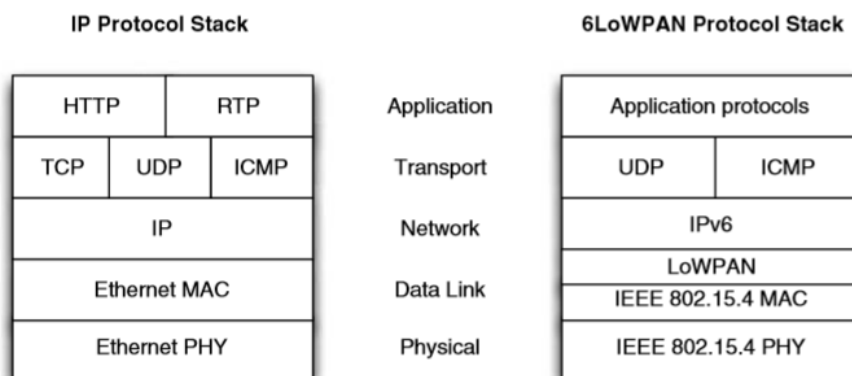 IP Protocol Stack
6LoWPAN Protocol Stack
HTTP RTP Application Application protocols
TCP UDP ICMP Transport UDP ICMP
IP Network IPv6
LoWPAN
Ethernet MAC Data Link IEEE 802.15.4 MAC
Ethernet PHY Physical IEEE 802.15.4 PHY